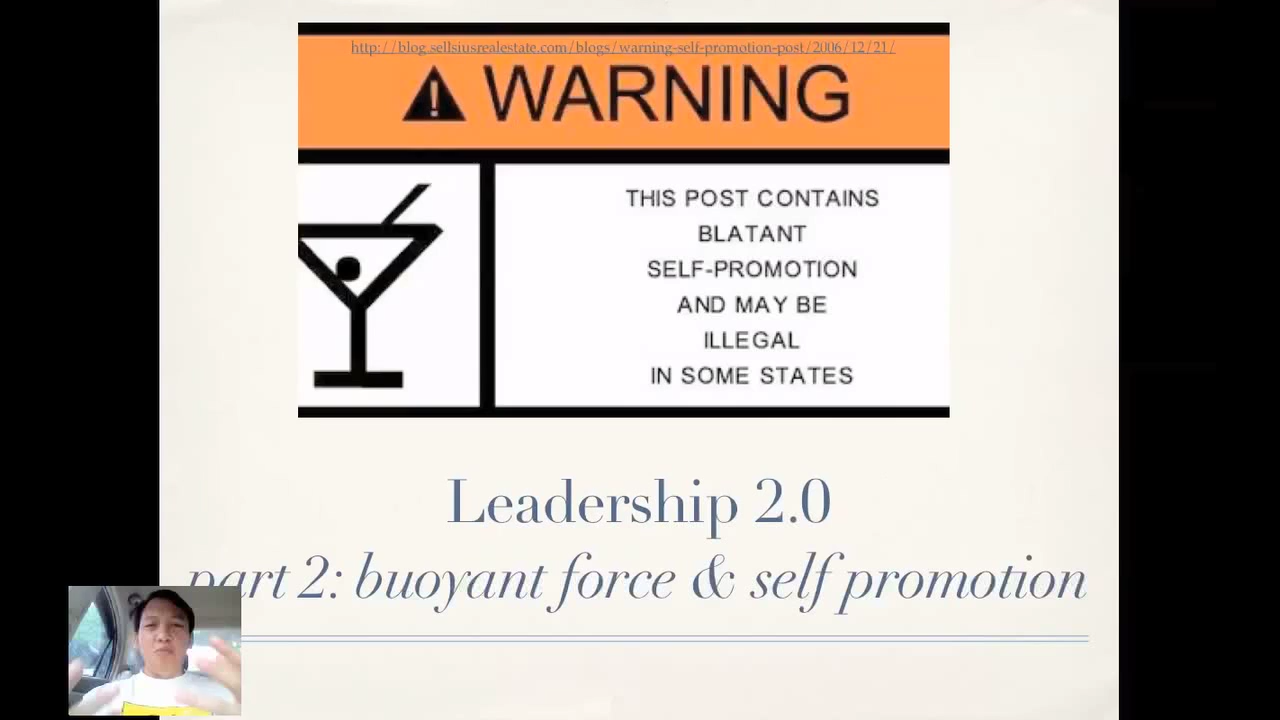 http://blog.sellsiusrealestate.com/blogs/warning-self-promotion-post/2006/12/21/
WARNING
THIS POST CONTAINS
BLATANT
SELF-PROMOTION
AND MAY BE
ILLEGAL
IN SOME STATES
Leadership 2.0
part 2: buoyant force & self promotion